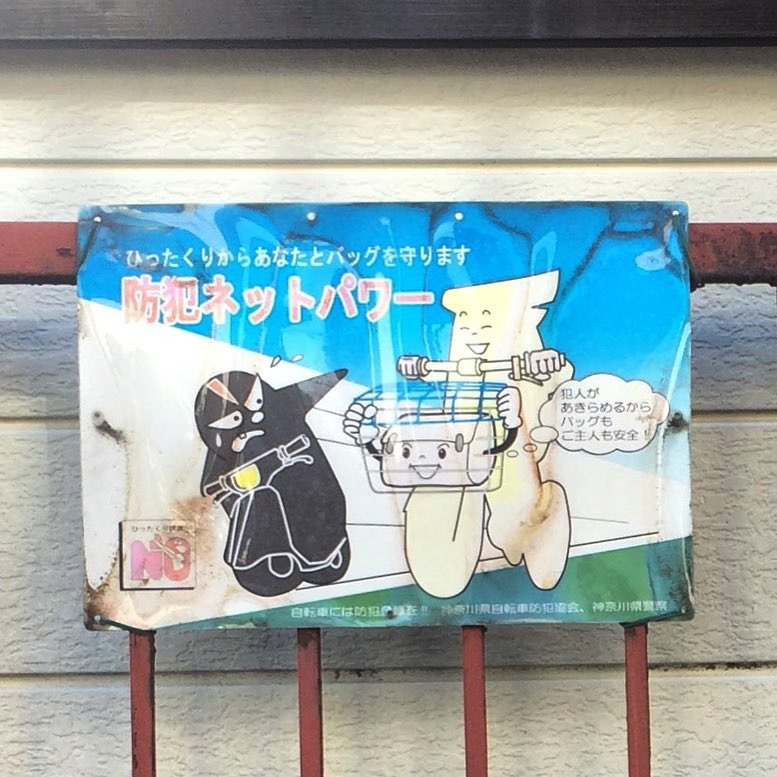 ひったくりからあなたとバッグを守ります
防犯ネットパワー
犯人が
あきらめるから
バッグも
ご主人も安全!
ひったくり
NO
自転車には防犯登録を!! 神奈川県自転車防犯協会、神奈川県警察